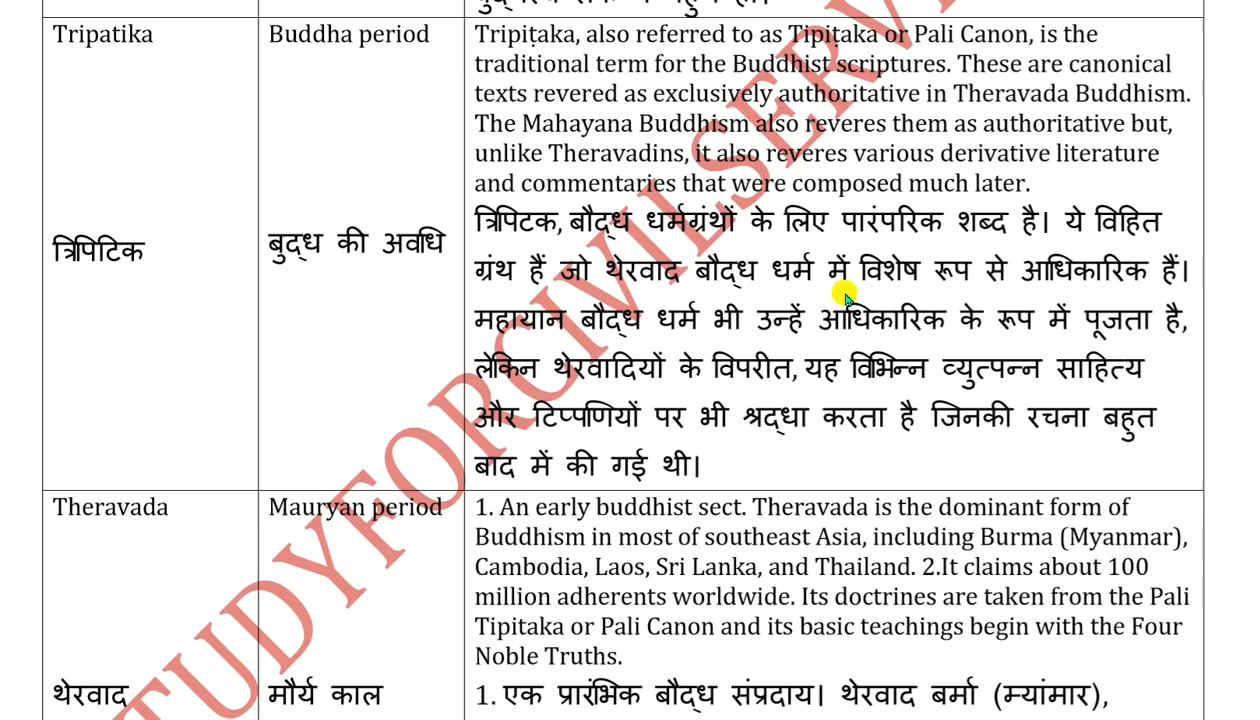 Tripatika
Buddha period
Tripiṭaka, also referred to as Tipiṭaka or Pali Canon, is the
traditional term for the Buddhist scriptures. These are canonical
texts revered as exclusively authoritative in Theravada Buddhism.
The Mahayana Buddhism also reveres them as authoritative but,
unlike Theravadins, it also reveres various derivative literature
and commentaries that were composed much later.
त्रिपिटिक
बुद्ध की अवधि
त्रिपिटक, बौद्ध धर्मग्रंथों के लिए पारंपरिक शब्द है। ये विहित
ग्रंथ हैं जो थेरवाद बौद्ध धर्म में विशेष रूप से आधिकारिक हैं।
महायान बौद्ध धर्म भी उन्हें आधिकारिक के रूप में पूजता है,
लेकिन थेरवादियों के विपरीत, यह विभिन्न व्युत्पन्न साहित्य
और टिप्पणियों पर भी श्रद्धा करता है जिनकी रचना बहुत
बाद में की गई थी।
Theravada
Mauryan period
1. An early buddhist sect. Theravada is the dominant form of
Buddhism in most of southeast Asia, including Burma (Myanmar),
Cambodia, Laos, Sri Lanka, and Thailand. 2.It claims about 100
million adherents worldwide. Its doctrines are taken from the Pali
Tipitaka or Pali Canon and its basic teachings begin with the Four
Noble Truths.
थेरवाद
मौर्य काल
1. एक प्रारंभिक बौद्ध संप्रदाय। थेरवाद बर्मा (म्यांमार),
TUDYFORCIVILSERV